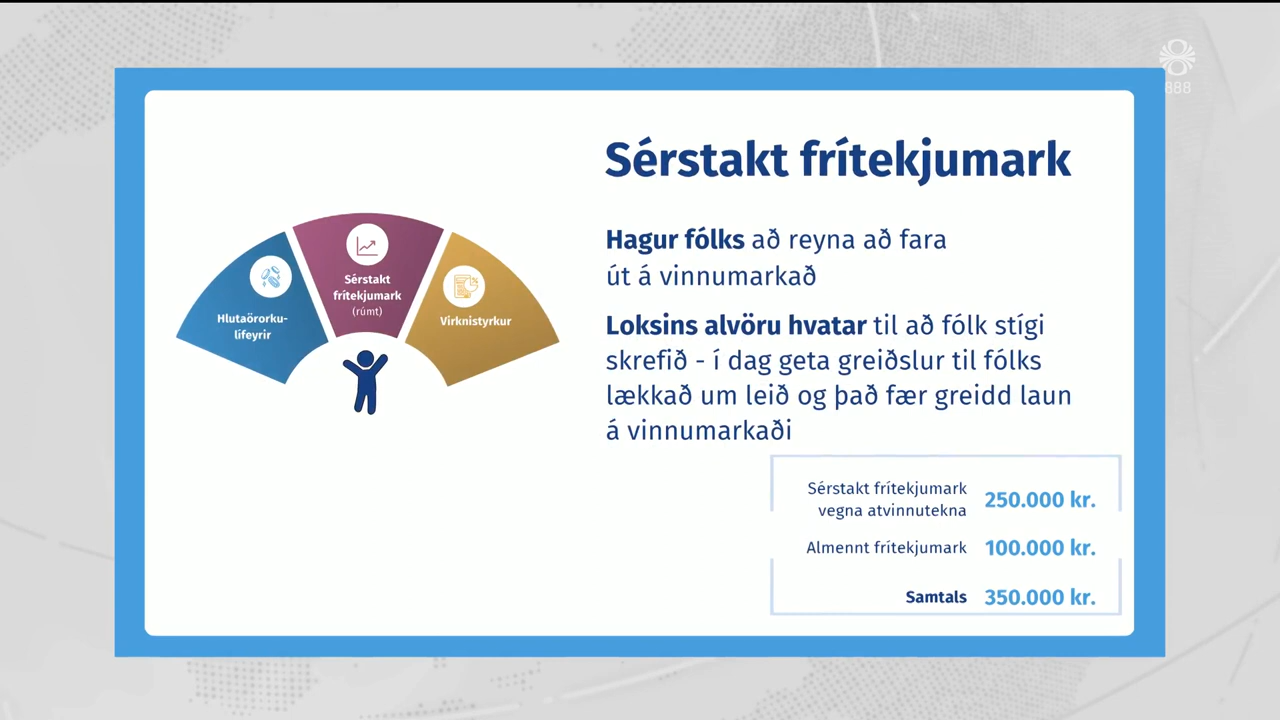 888
Sérstakt frítekjumark
Hagur fólks að reyna að fara
út á vinnumarkað
Loksins alvöru hvatar til að fólk stígi
skrefið - í dag geta greiðslur til fólks
lækkað um leið og það fær greidd laun
á vinnumarkaði
Hlutaörorku-
lífeyrir
Sérstakt
frítekjumark
(rúmt)
Virknistyrkur
Sérstakt frítekjumark
vegna atvinnutekna 250.000 kr.
Almennt frítekjumark 100.000 kr.
Samtals 350.000 kr.